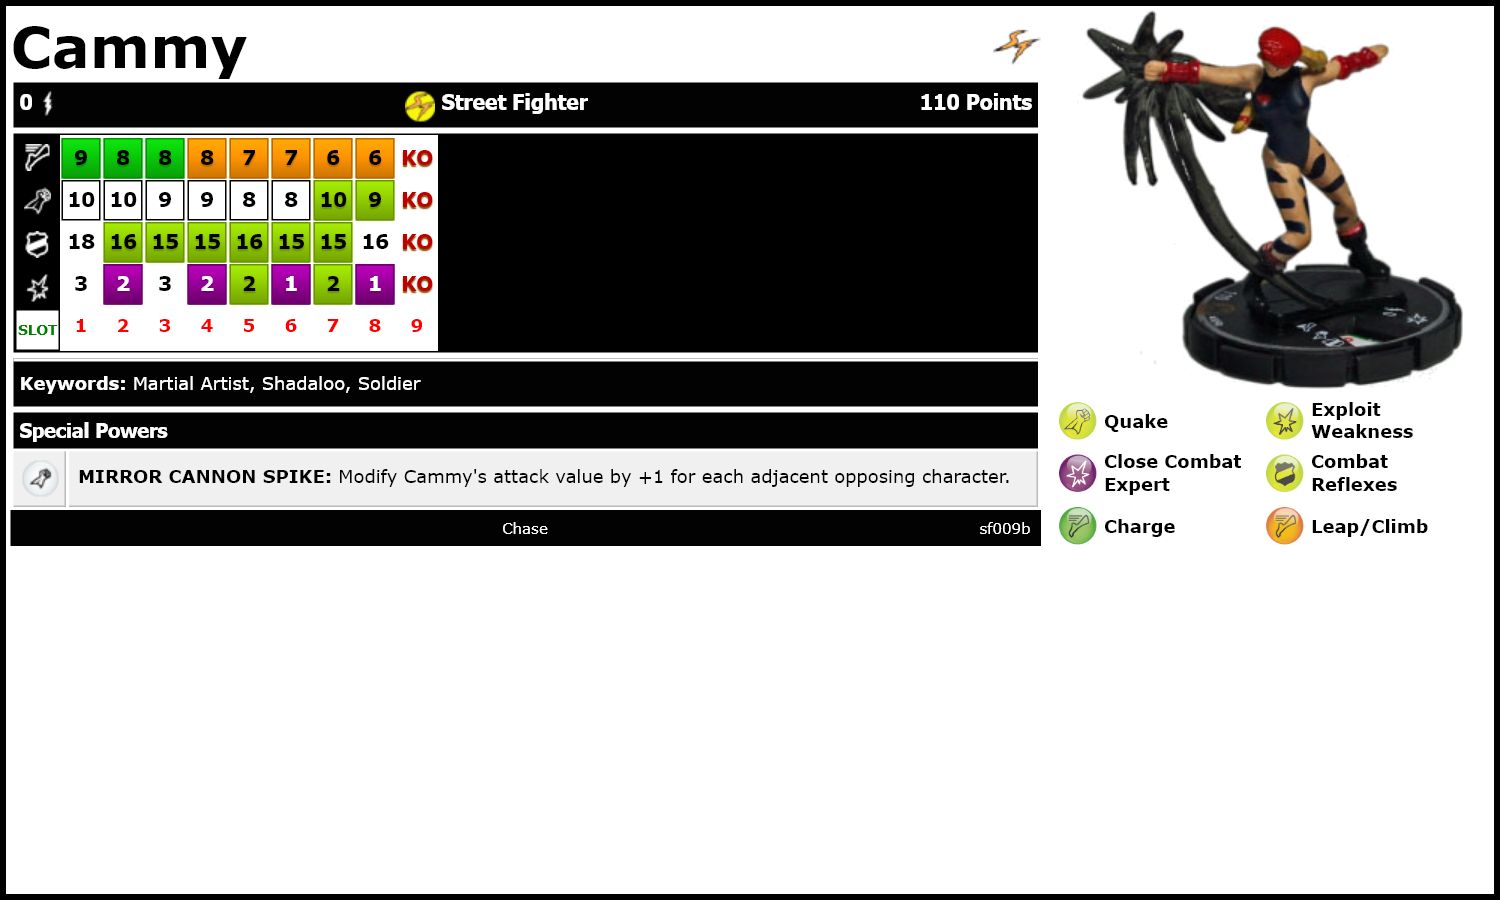 Cammy
0 Street Fighter 110 Points
9 8 8 8 7 7 6 6 KO
10 10 9 9 8 8 10 9 KO
18 16 15 15 16 15 15 16 KO
3 2 3 2 2 1 2 1 KO
SLOT 1 2 3 4 5 6 7 8 9
Keywords: Martial Artist, Shadaloo, Soldier
Special Powers
MIRROR CANNON SPIKE: Modify Cammy's attack value by +1 for each adjacent opposing character.
Chase sf009b
Quake
Exploit
Weakness
Close Combat
Expert
Combat
Reflexes
Charge
Leap/Climb